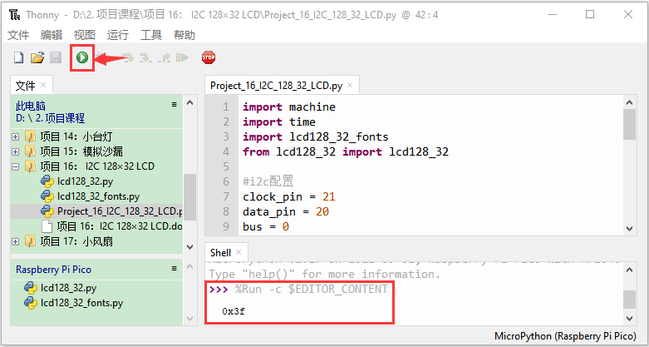 Thonny - D:\2. 项目课程\项目 16： I2C 128×32 LCD\Project_16_I2C_128_32_LCD.py @ 42 : 4
文件 编辑 视图 运行 工具 帮助
STOP
文件
此电脑
D: \ 2. 项目课程
项目 14：小台灯
项目 15：模拟沙漏
项目 16： I2C 128×32 LCD
lcd128_32.py
lcd128_32_fonts.py
Project_16_I2C_128_32_LCD.p
项目 16：I2C 128×32 LCD.do
项目 17：小风扇
Raspberry Pi Pico
lcd128_32.py
lcd128_32_fonts.py
Project_16_I2C_128_32_LCD.py
1 import machine
2 import time
3 import lcd128_32_fonts
4 from lcd128_32 import lcd128_32
5
6 #i2c配置
7 clock_pin = 21
8 data_pin = 20
9 bus = 0
Shell
Type "help()" for more information.
>>> %Run -c $EDITOR_CONTENT
0x3f
MicroPython (Raspberry Pi Pico)